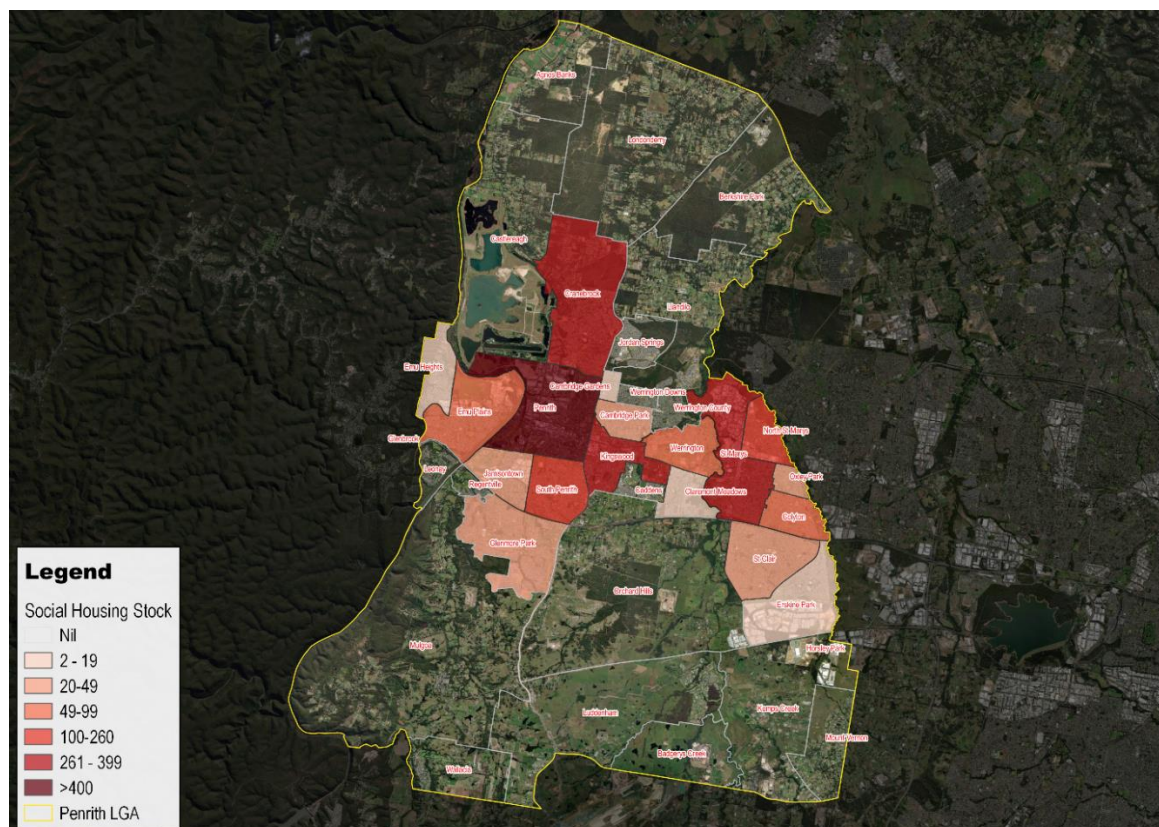 Agnes Banks
Londonderry
Berkshire Park
Castlereagh
Cranebrook
Llandilo
Jordan Springs
Emu Heights
Cambridge Gardens
Werrington Downs
Emu Plains
Penrith
Werrington County
Cambridge Park
North St Marys
Glenbrook
Kingswood
Werrington
St Marys
Leonay
Jamisontown
Oxley Park
Regentville
South Penrith
Caddens
Claremont Meadows
Colyton
Glenmore Park
St Clair
Orchard Hills
Erskine Park
Mulgoa
Horsley Park
Luddenham
Kemps Creek
Mount Vernon
Badgerys Creek
Wallacia
Legend
Social Housing Stock
Nil
2 - 19
20-49
49-99
100-260
261 - 399
>400
Penrith LGA